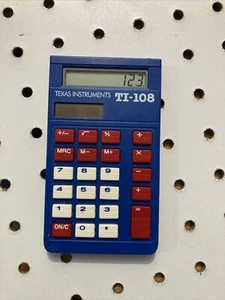 123
TEXAS INSTRUMENTS TI-108
+/− √ % ÷
MRC M− M+ ×
7 8 9 −
4 5 6 +
1 2 3 =
ON/C 0 •